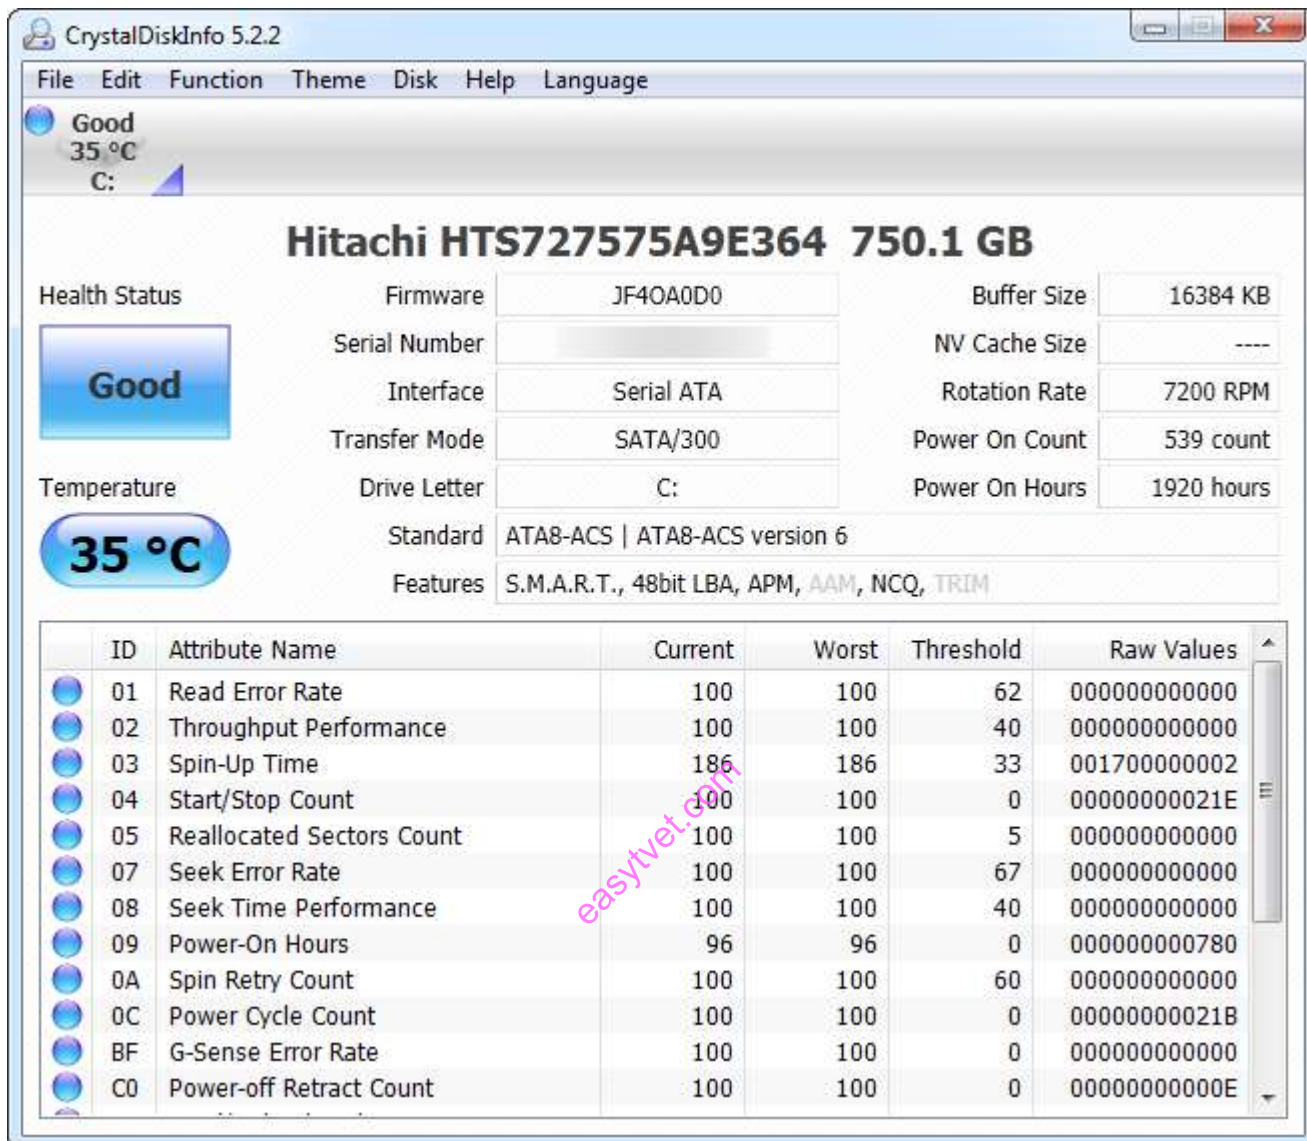 CrystalDiskInfo 5.2.2
File Edit Function Theme Disk Help Language
Good
35 °C
C:
Hitachi HTS727575A9E364 750.1 GB
Health Status
Good
Temperature
35 °C
Firmware JF4OA0D0 Buffer Size 16384 KB
Serial Number NV Cache Size ----
Interface Serial ATA Rotation Rate 7200 RPM
Transfer Mode SATA/300 Power On Count 539 count
Drive Letter C: Power On Hours 1920 hours
Standard ATA8-ACS | ATA8-ACS version 6
Features S.M.A.R.T., 48bit LBA, APM, AAM, NCQ, TRIM
ID Attribute Name Current Worst Threshold Raw Values
01 Read Error Rate 100 100 62 000000000000
02 Throughput Performance 100 100 40 000000000000
03 Spin-Up Time 186 186 33 001700000002
04 Start/Stop Count 100 100 0 00000000021E
05 Reallocated Sectors Count 100 100 5 000000000000
07 Seek Error Rate 100 100 67 000000000000
08 Seek Time Performance 100 100 40 000000000000
09 Power-On Hours 96 96 0 000000000780
0A Spin Retry Count 100 100 60 000000000000
0C Power Cycle Count 100 100 0 00000000021B
BF G-Sense Error Rate 100 100 0 000000000000
C0 Power-off Retract Count 100 100 0 00000000000E
easytvet.com